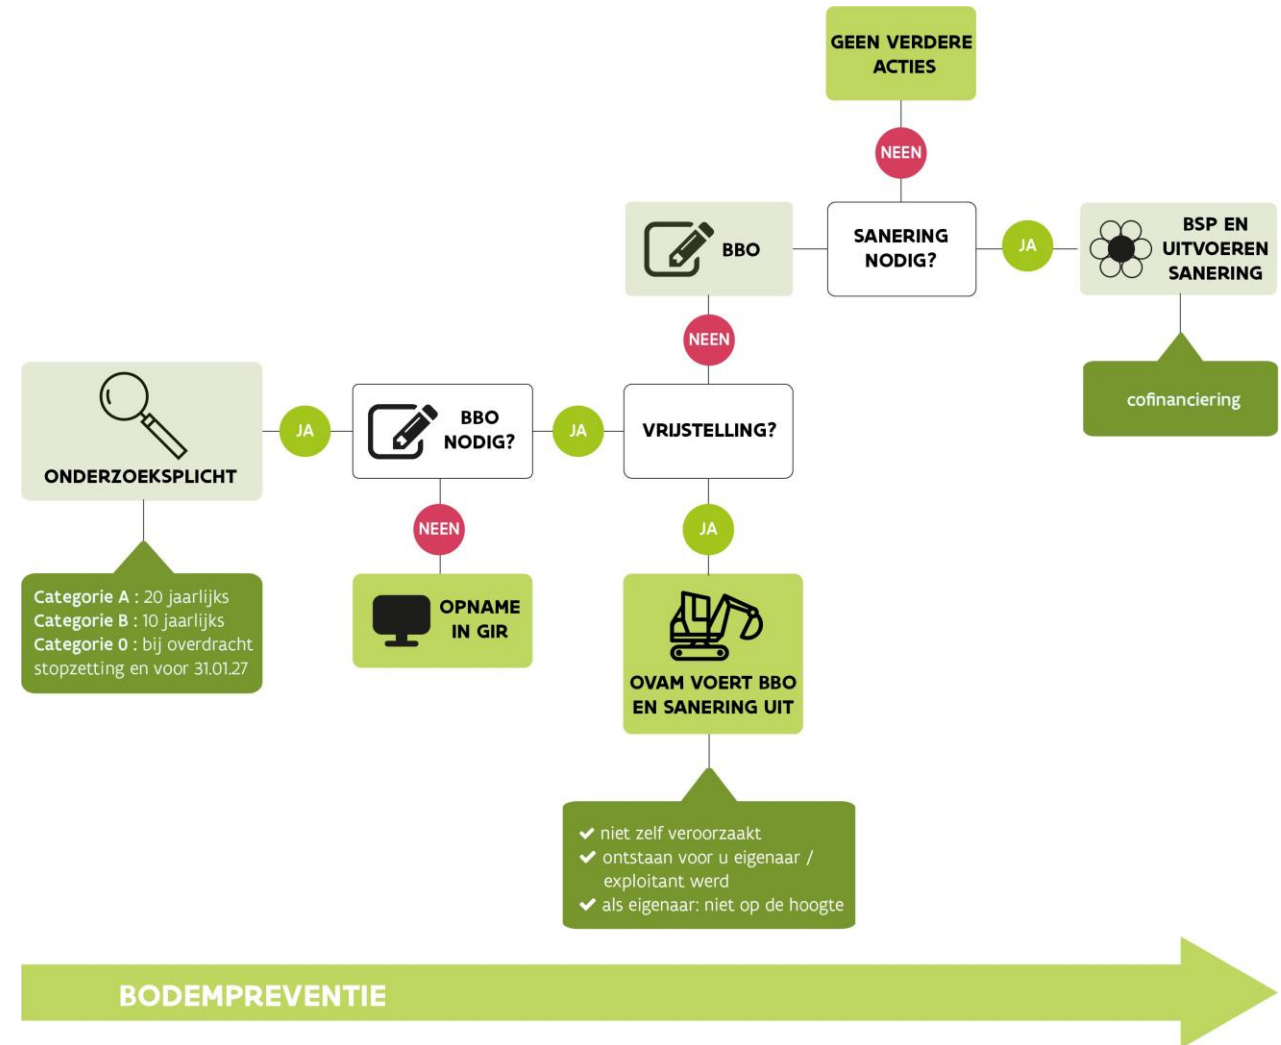 GEEN VERDERE
ACTIES
NEEN
BBO
SANERING
NODIG?
JA
BSP EN
UITVOEREN
SANERING
NEEN
cofinanciering
ONDERZOEKSPLICHT
JA
BBO
NODIG?
JA
VRIJSTELLING?
NEEN
JA
Categorie A : 20 jaarlijks
Categorie B : 10 jaarlijks
Categorie 0 : bij overdracht
stopzetting en voor 31.01.27
OPNAME
IN GIR
OVAM VOERT BBO
EN SANERING UIT
niet zelf veroorzaakt
ontstaan voor u eigenaar /
exploitant werd
als eigenaar: niet op de hoogte
BODEMPREVENTIE